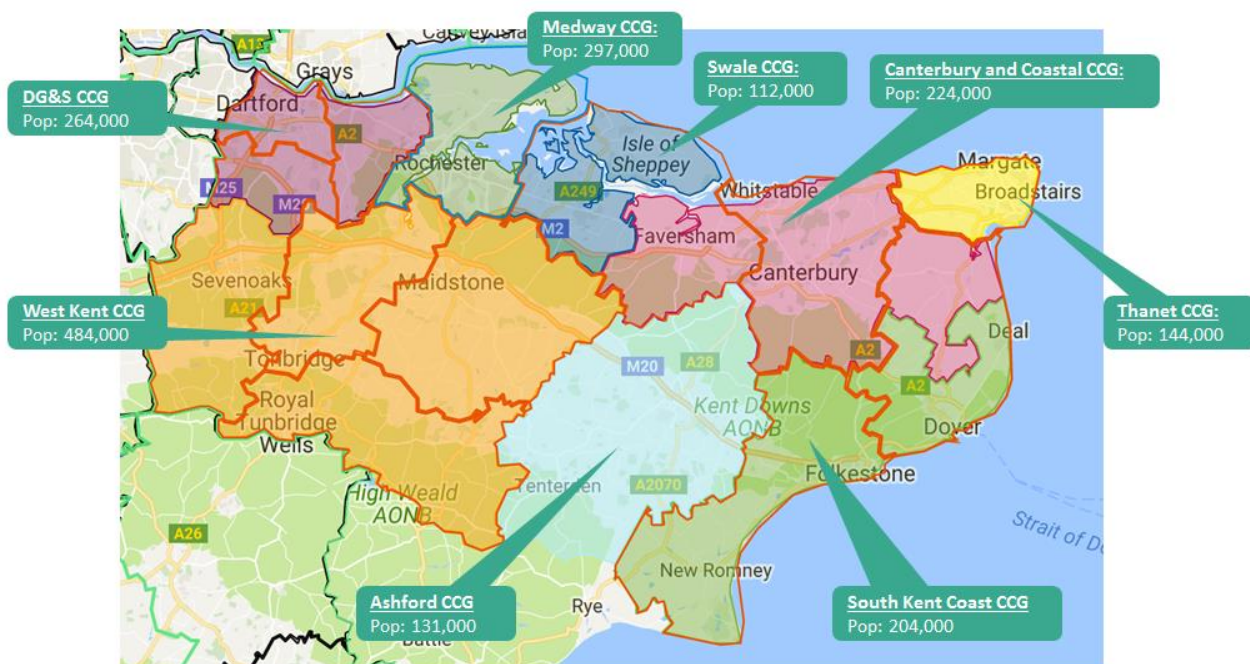 Medway CCG:
Pop: 297,000
Swale CCG:
Pop: 112,000
Canterbury and Coastal CCG:
Pop: 224,000
DG&S CCG
Pop: 264,000
A13
Grays
Dartford
A2
Rochester
Isle of
Sheppey
Margate
Broadstairs
Whitstable
M25
A249
M2
Faversham
Canterbury
Sevenoaks
Maidstone
A21
West Kent CCG
Pop: 484,000
Thanet CCG:
Pop: 144,000
Deal
Tonbridge
M20
A28
A2
A2
Kent Downs
AONB
Dover
Royal
Tunbridge
Wells
Folkestone
High Weald
AONB
Tenterden
A2070
A26
Strait of
New Romney
Ashford CCG
Pop: 131,000
Rye
South Kent Coast CCG
Pop: 204,000
Battle